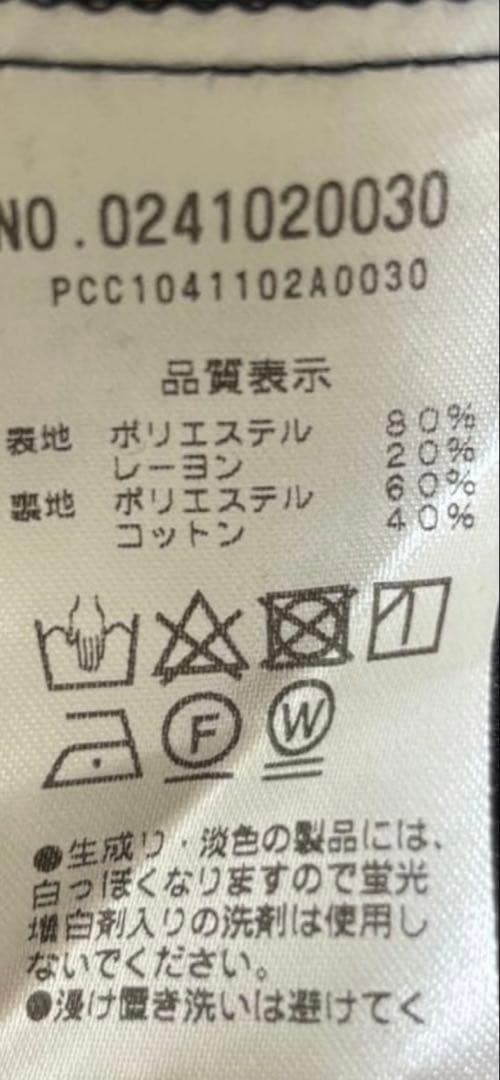 NO.0241020030
PCC1041102A0030
品質表示
表地 ポリエステル 80%
レーヨン 20%
裏地 ポリエステル 60%
コットン 40%
F W
●生成り・淡色の製品には、
白っぽくなりますので蛍光
増白剤入りの洗剤は使用し
ないでください。
●浸け置き洗いは避けてく